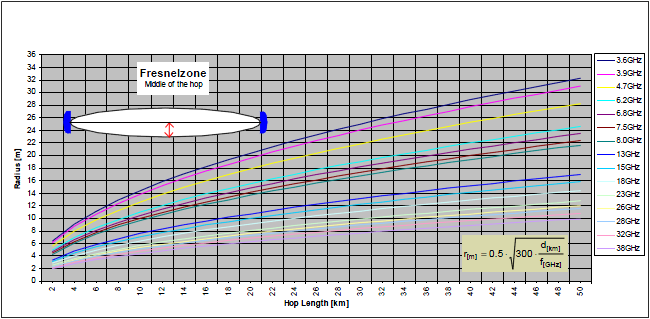 Fresnelzone
Middle of the hop
Radius [m]
36
34
32
30
28
26
24
22
20
18
16
14
12
10
8
6
4
2
0
2
4
6
8
10
12
14
16
18
20
22
24
26
28
30
32
34
36
38
40
42
44
46
48
50
Hop Length [km]
r[m] = 0.5 · √300 · d[km] / f[GHz]
3.6GHz
3.9GHz
4.7GHz
6.2GHz
6.8GHz
7.5GHz
8.0GHz
13GHz
15GHz
18GHz
23GHz
26GHz
28GHz
32GHz
38GHz